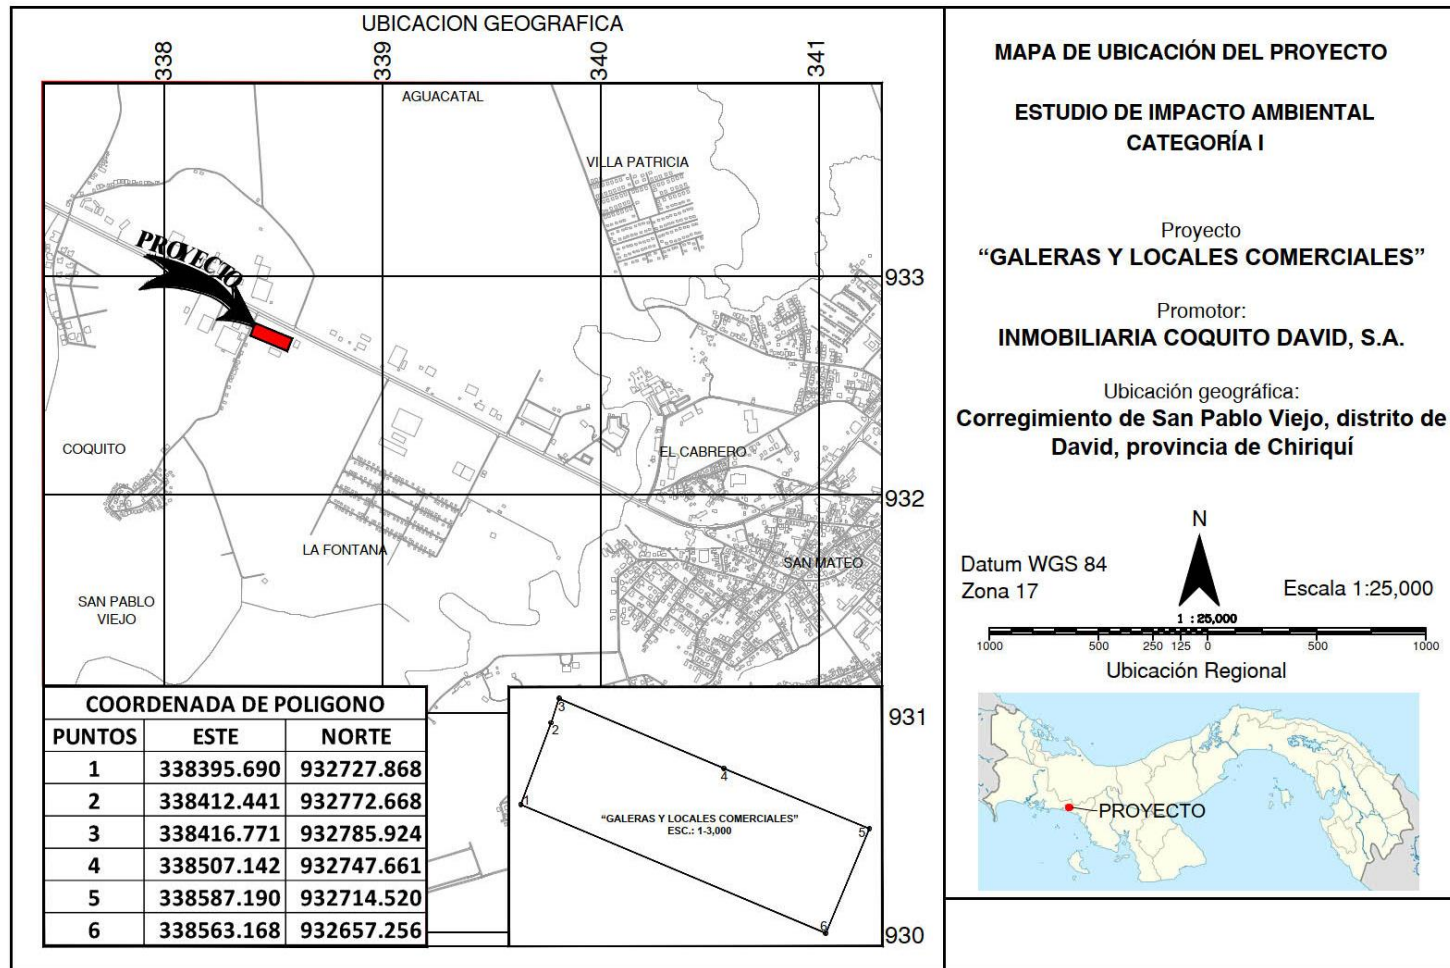 UBICACION GEOGRAFICA
338
339
340
341
AGUACATAL
VILLA PATRICIA
PROYECTO
933
COQUITO
EL CABRERO
932
LA FONTANA
SAN MATEO
SAN PABLO
VIEJO
931
930
COORDENADA DE POLIGONO
PUNTOS ESTE NORTE
1 338395.690 932727.868
2 338412.441 932772.668
3 338416.771 932785.924
4 338507.142 932747.661
5 338587.190 932714.520
6 338563.168 932657.256
3
2
4
1
5
6
“GALERAS Y LOCALES COMERCIALES”
ESC.: 1-3,000
MAPA DE UBICACIÓN DEL PROYECTO
ESTUDIO DE IMPACTO AMBIENTAL
CATEGORÍA I
Proyecto
“GALERAS Y LOCALES COMERCIALES”
Promotor:
INMOBILIARIA COQUITO DAVID, S.A.
Ubicación geográfica:
Corregimiento de San Pablo Viejo, distrito de
David, provincia de Chiriquí
N
Datum WGS 84
Zona 17
Escala 1:25,000
1 : 25,000
1000 500 250 125 0 500 1000
Ubicación Regional
PROYECTO